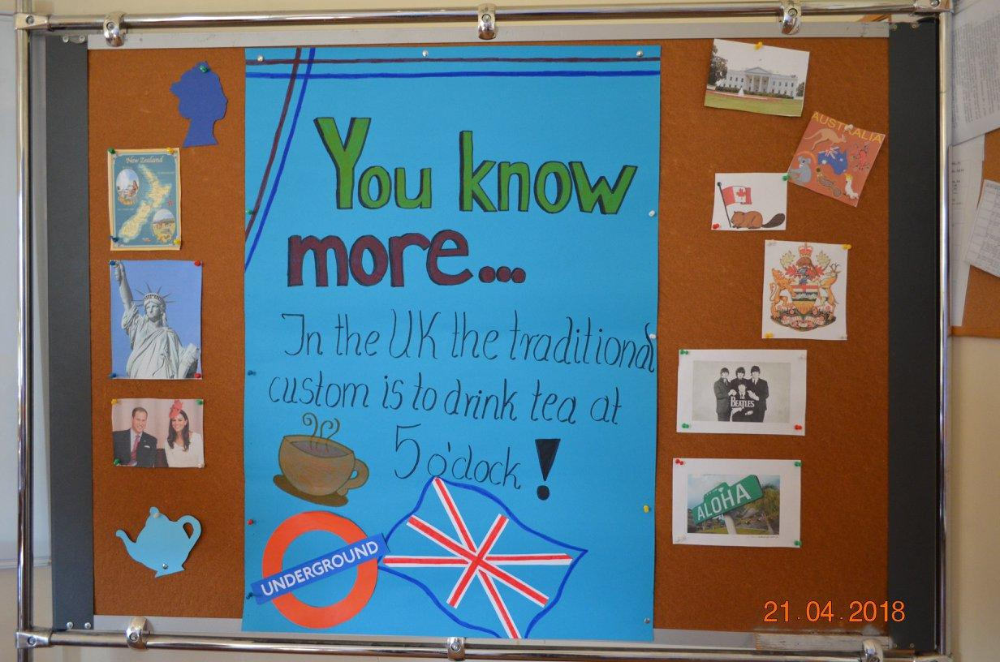 You know
more...
In the UK the traditional
custom is to drink tea at
5 o'clock!
UNDERGROUND
New Zealand
AUSTRALIA
THE
BEATLES
ALOHA
21.04.2018